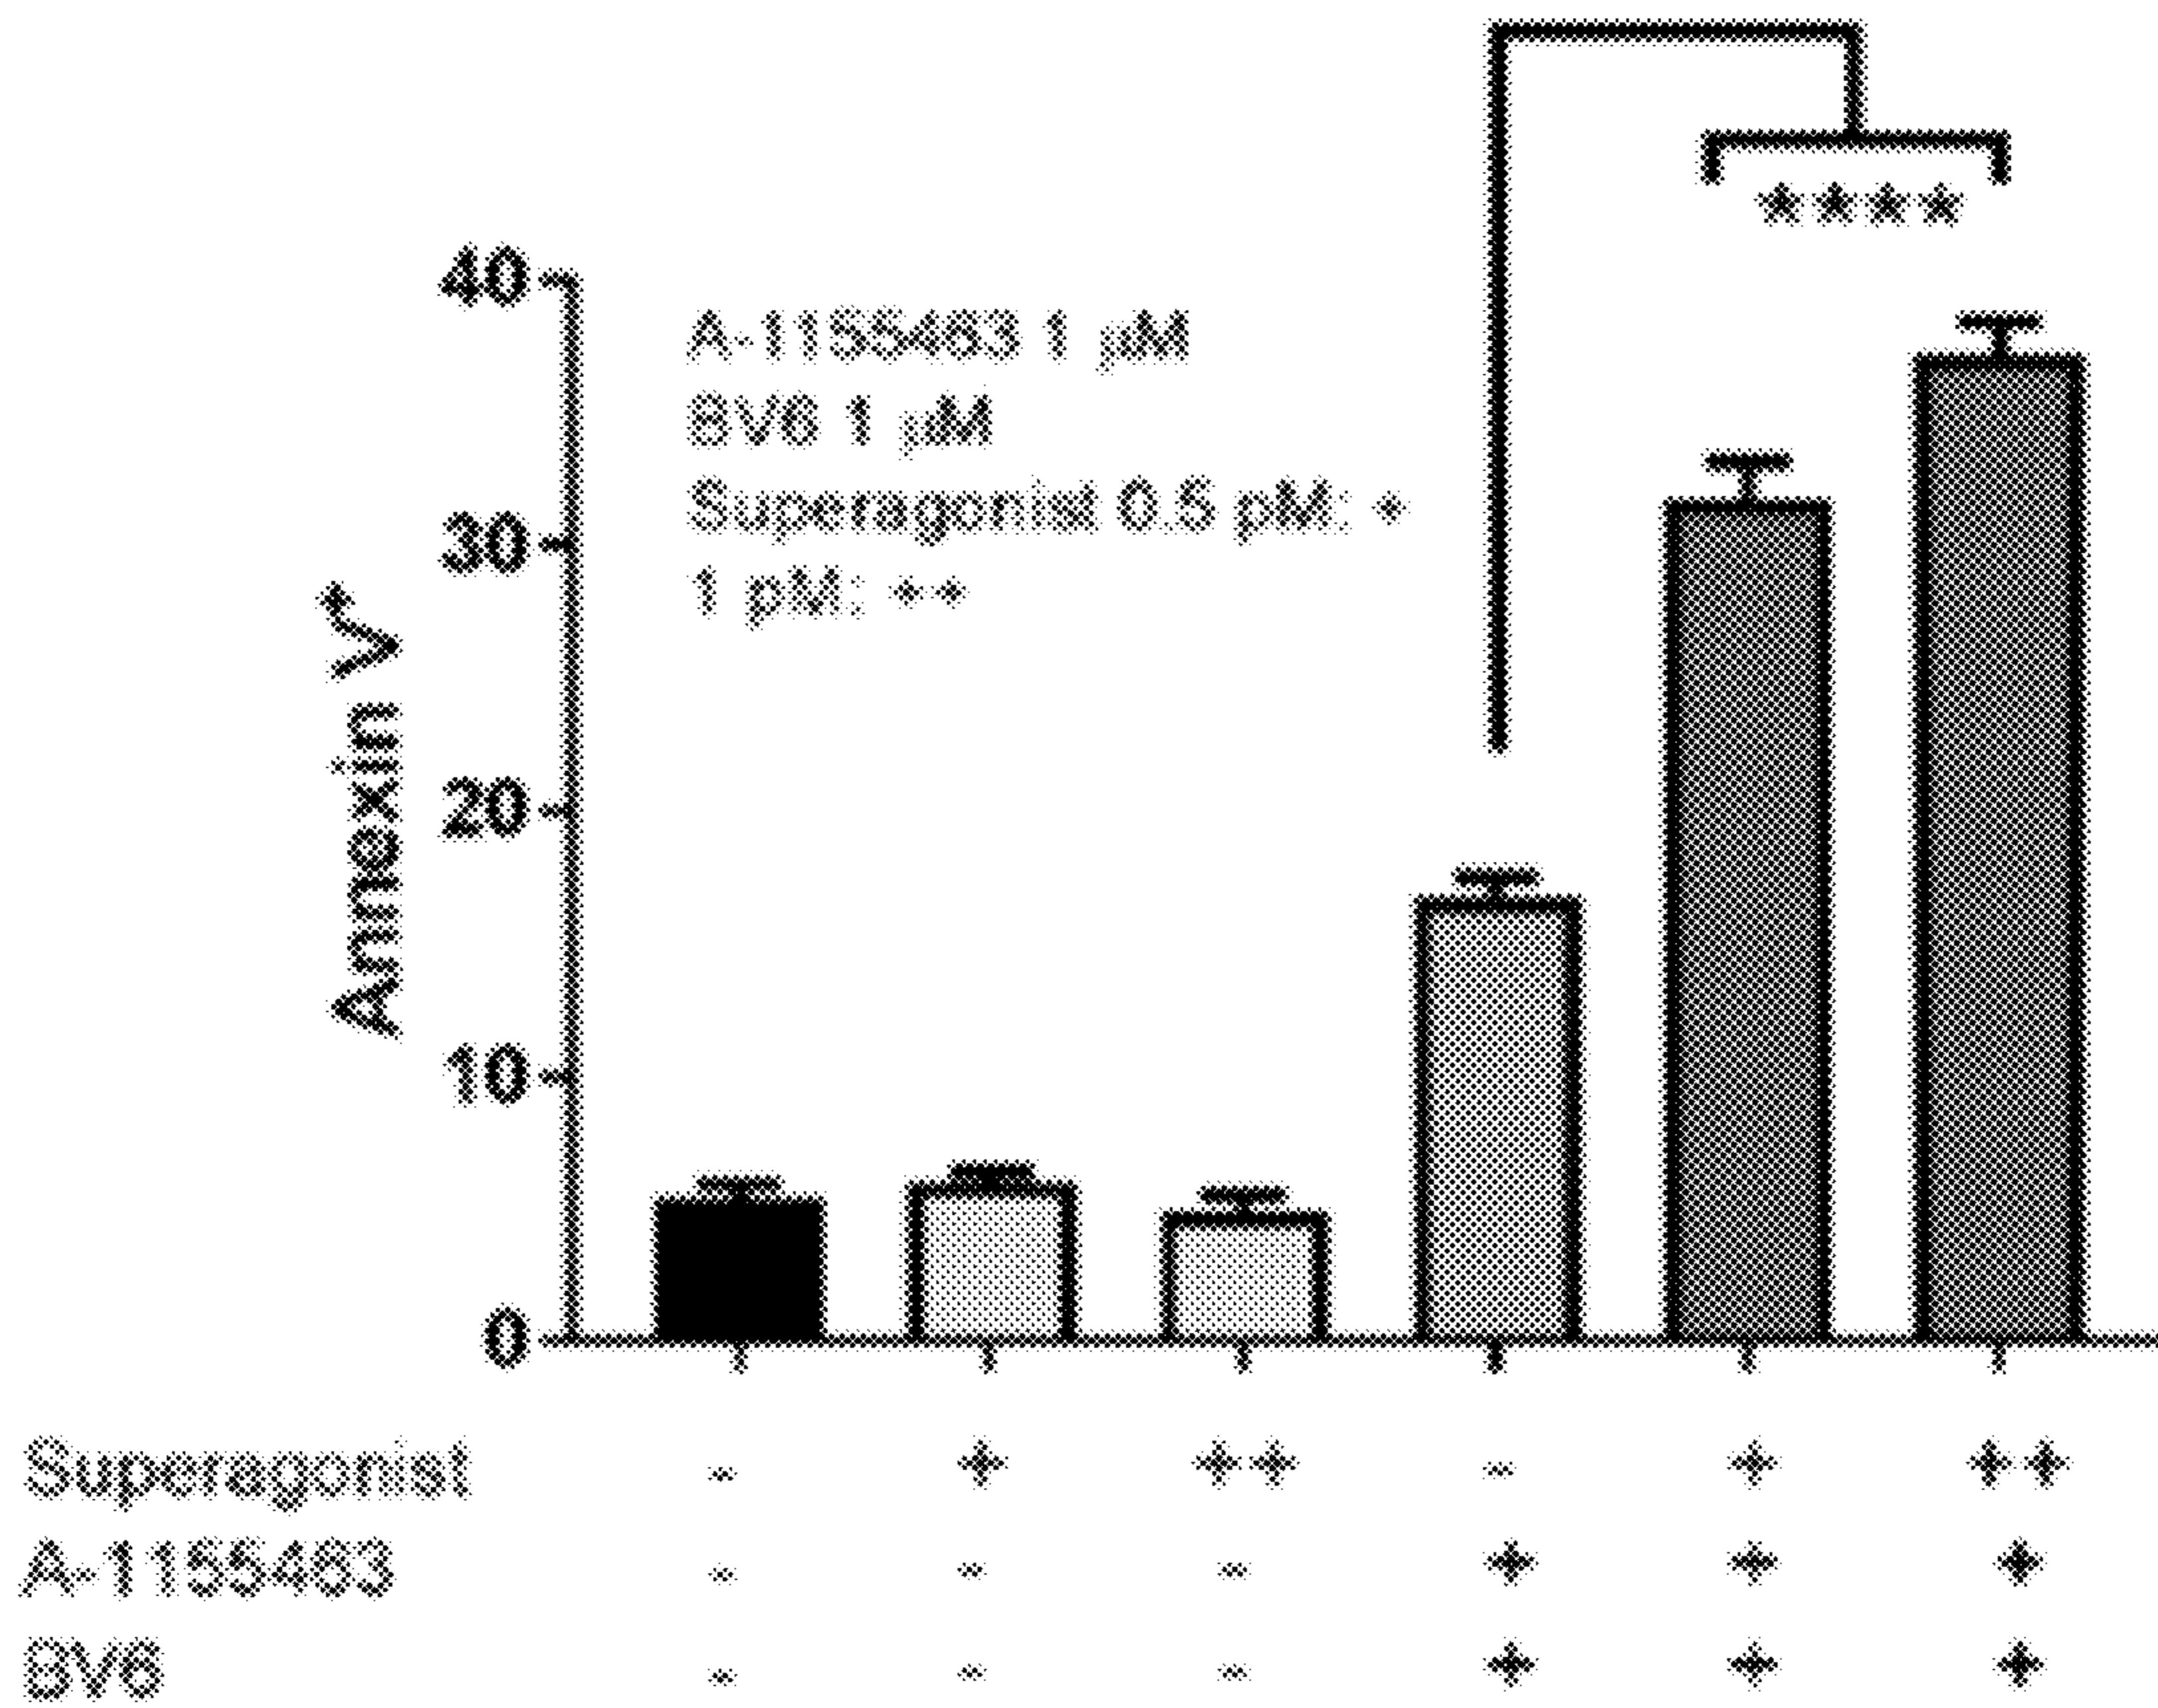 ****
40
30
20
10
0
Annexin V+
A-1155463 1 µM
BV6 1 µM
Superagonist 0.5 pM: +
1 pM: ++
Superagonist - + ++ - + ++
A-1155463 - - - + + +
BV6 - - - + + +